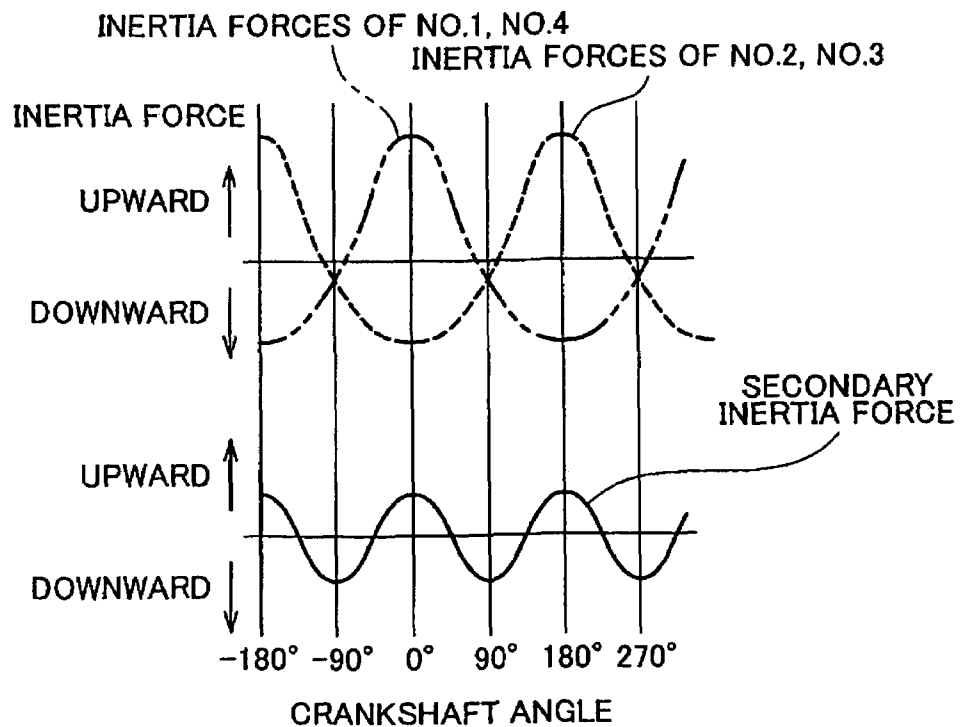 INERTIA FORCES OF NO.1, NO.4
INERTIA FORCES OF NO.2, NO.3
INERTIA FORCE
UPWARD
DOWNWARD
SECONDARY
INERTIA FORCE
UPWARD
DOWNWARD
-180° -90° 0° 90° 180° 270°
CRANKSHAFT ANGLE